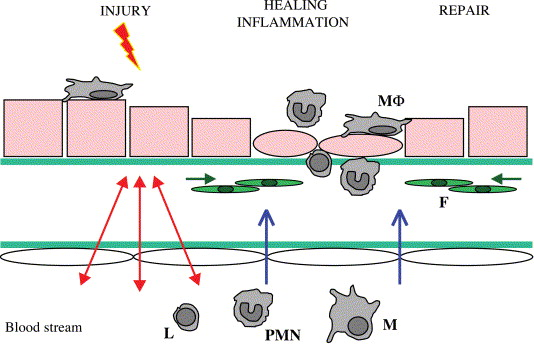 INJURY
HEALING
INFLAMMATION
REPAIR
MΦ
F
L
PMN
M
Blood stream